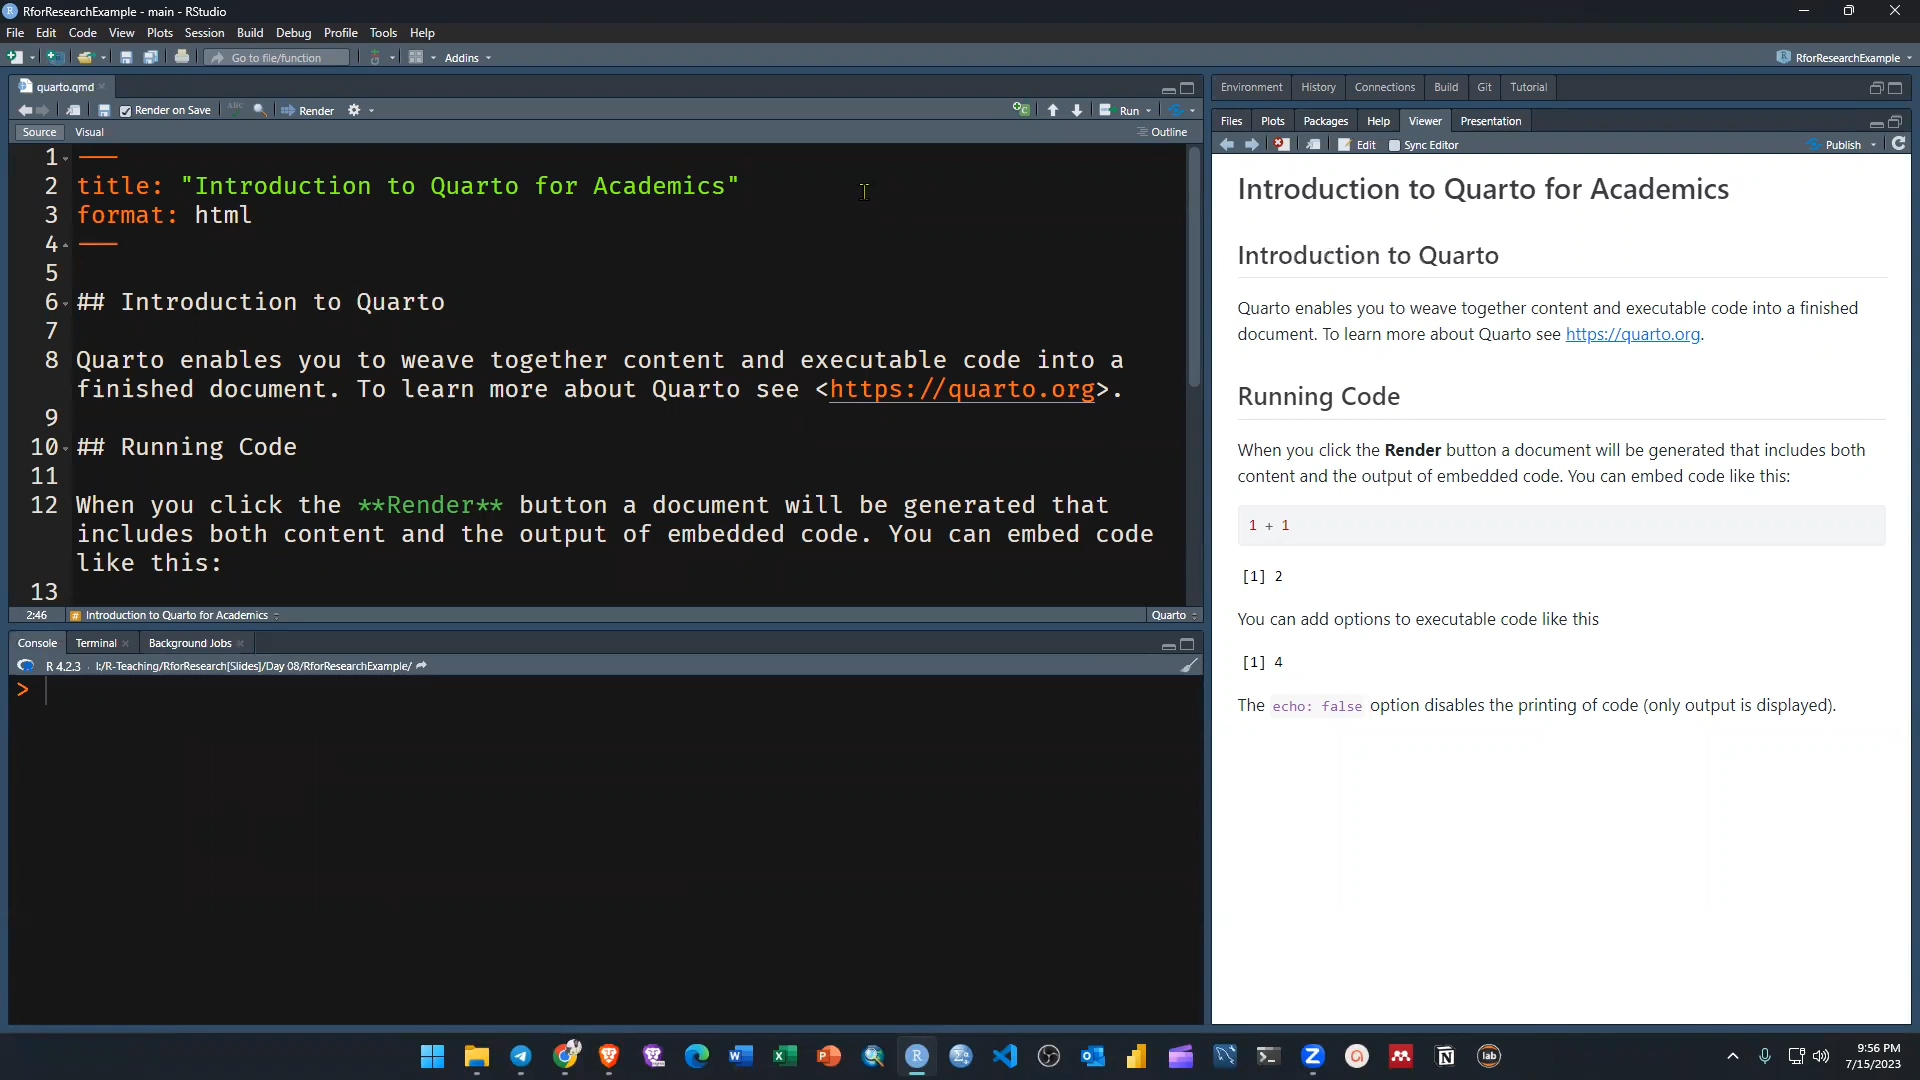 RforResearchExample - main - RStudio
File Edit Code View Plots Session Build Debug Profile Tools Help
Go to file/function Addins RforResearchExample
quarto.qmd
Render on Save ABC Render Run
Source Visual Outline
1 ---
2 title: "Introduction to Quarto for Academics"
3 format: html
4 ---
5
6 ## Introduction to Quarto
7
8 Quarto enables you to weave together content and executable code into a
finished document. To learn more about Quarto see <https://quarto.org>.
9
10 ## Running Code
11
12 When you click the **Render** button a document will be generated that
includes both content and the output of embedded code. You can embed code
like this:
13
2:46 # Introduction to Quarto for Academics Quarto
Console Terminal Background Jobs
R 4.2.3 · I:/R-Teaching/RforResearch[Slides]/Day 08/RforResearchExample/
>
Environment History Connections Build Git Tutorial
Files Plots Packages Help Viewer Presentation
Edit Sync Editor Publish
Introduction to Quarto for Academics
Introduction to Quarto
Quarto enables you to weave together content and executable code into a finished
document. To learn more about Quarto see https://quarto.org.
Running Code
When you click the Render button a document will be generated that includes both
content and the output of embedded code. You can embed code like this:
1 + 1
[1] 2
You can add options to executable code like this
[1] 4
The echo: false option disables the printing of code (only output is displayed).
lab
9:56 PM
7/15/2023